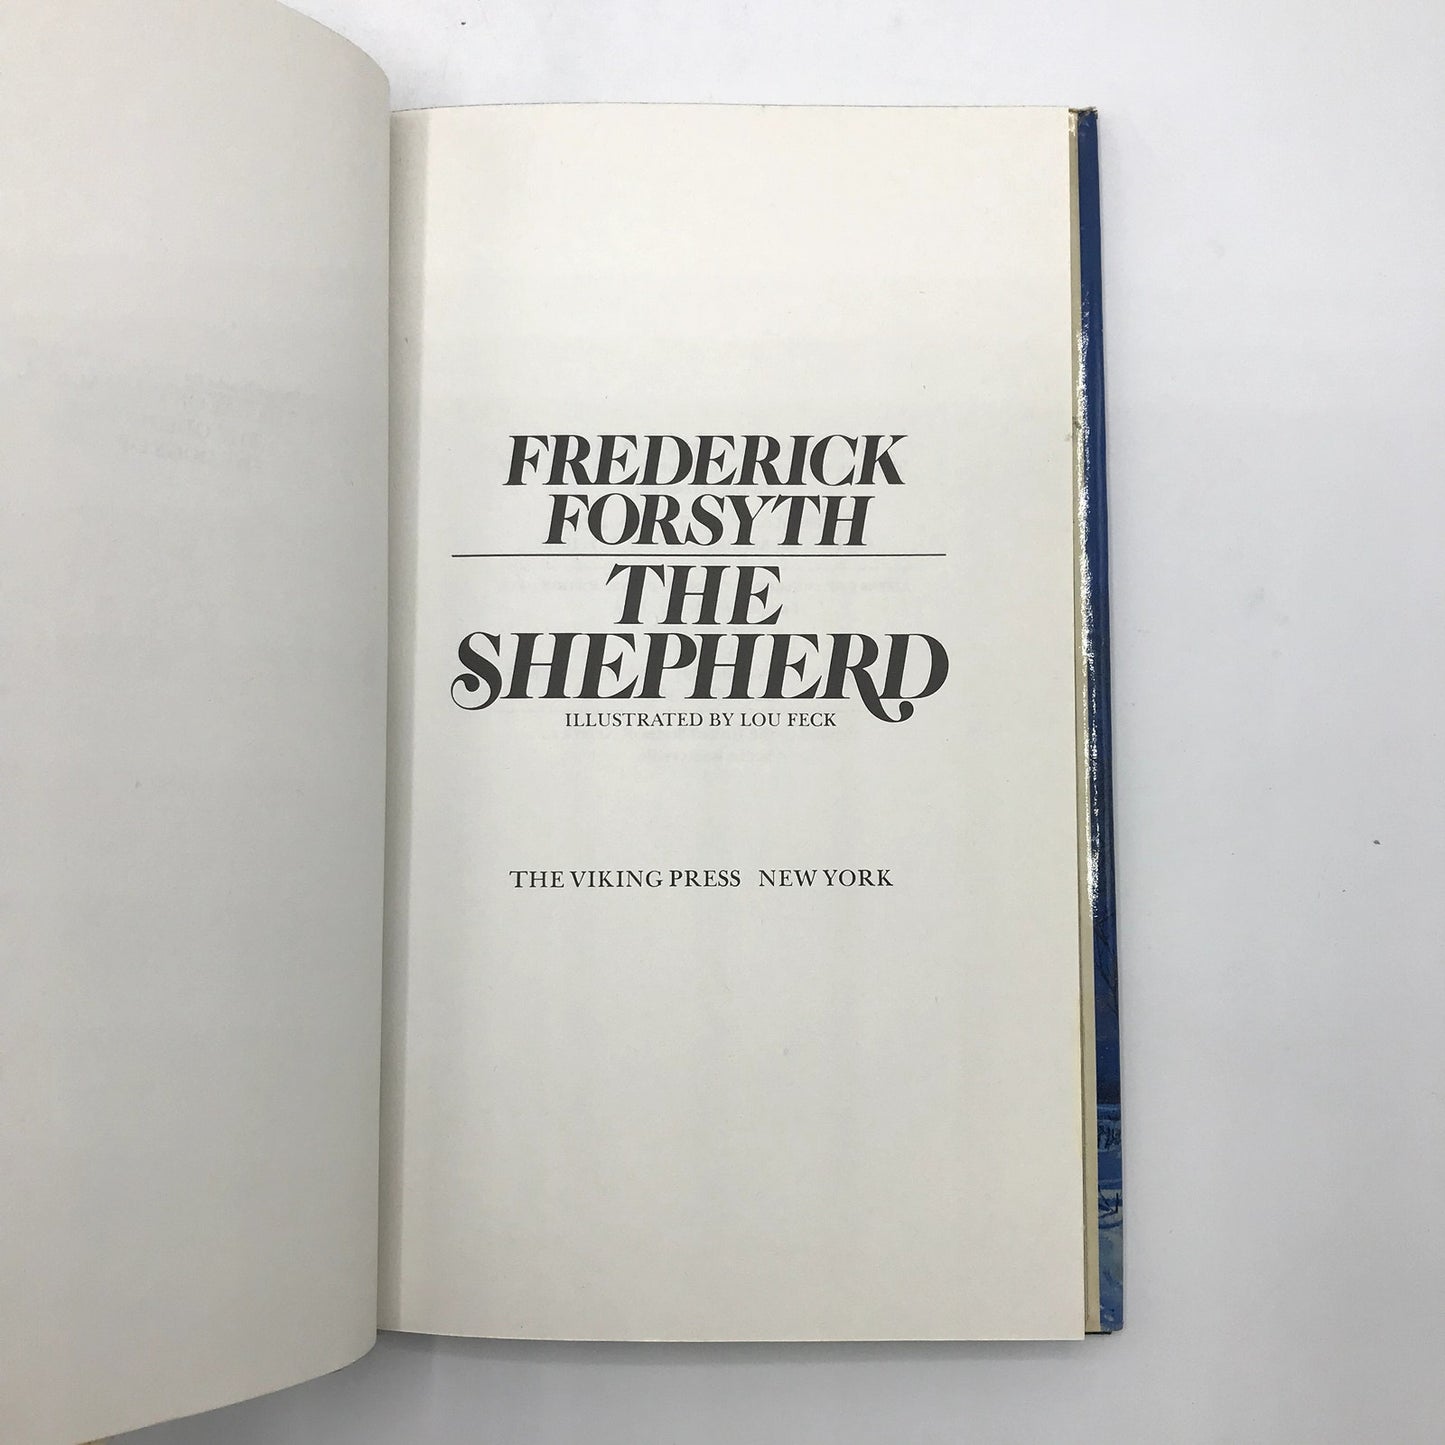 FREDERICK
FORSYTH
THE
SHEPHERD
ILLUSTRATED BY LOU FECK
THE VIKING PRESS NEW YORK